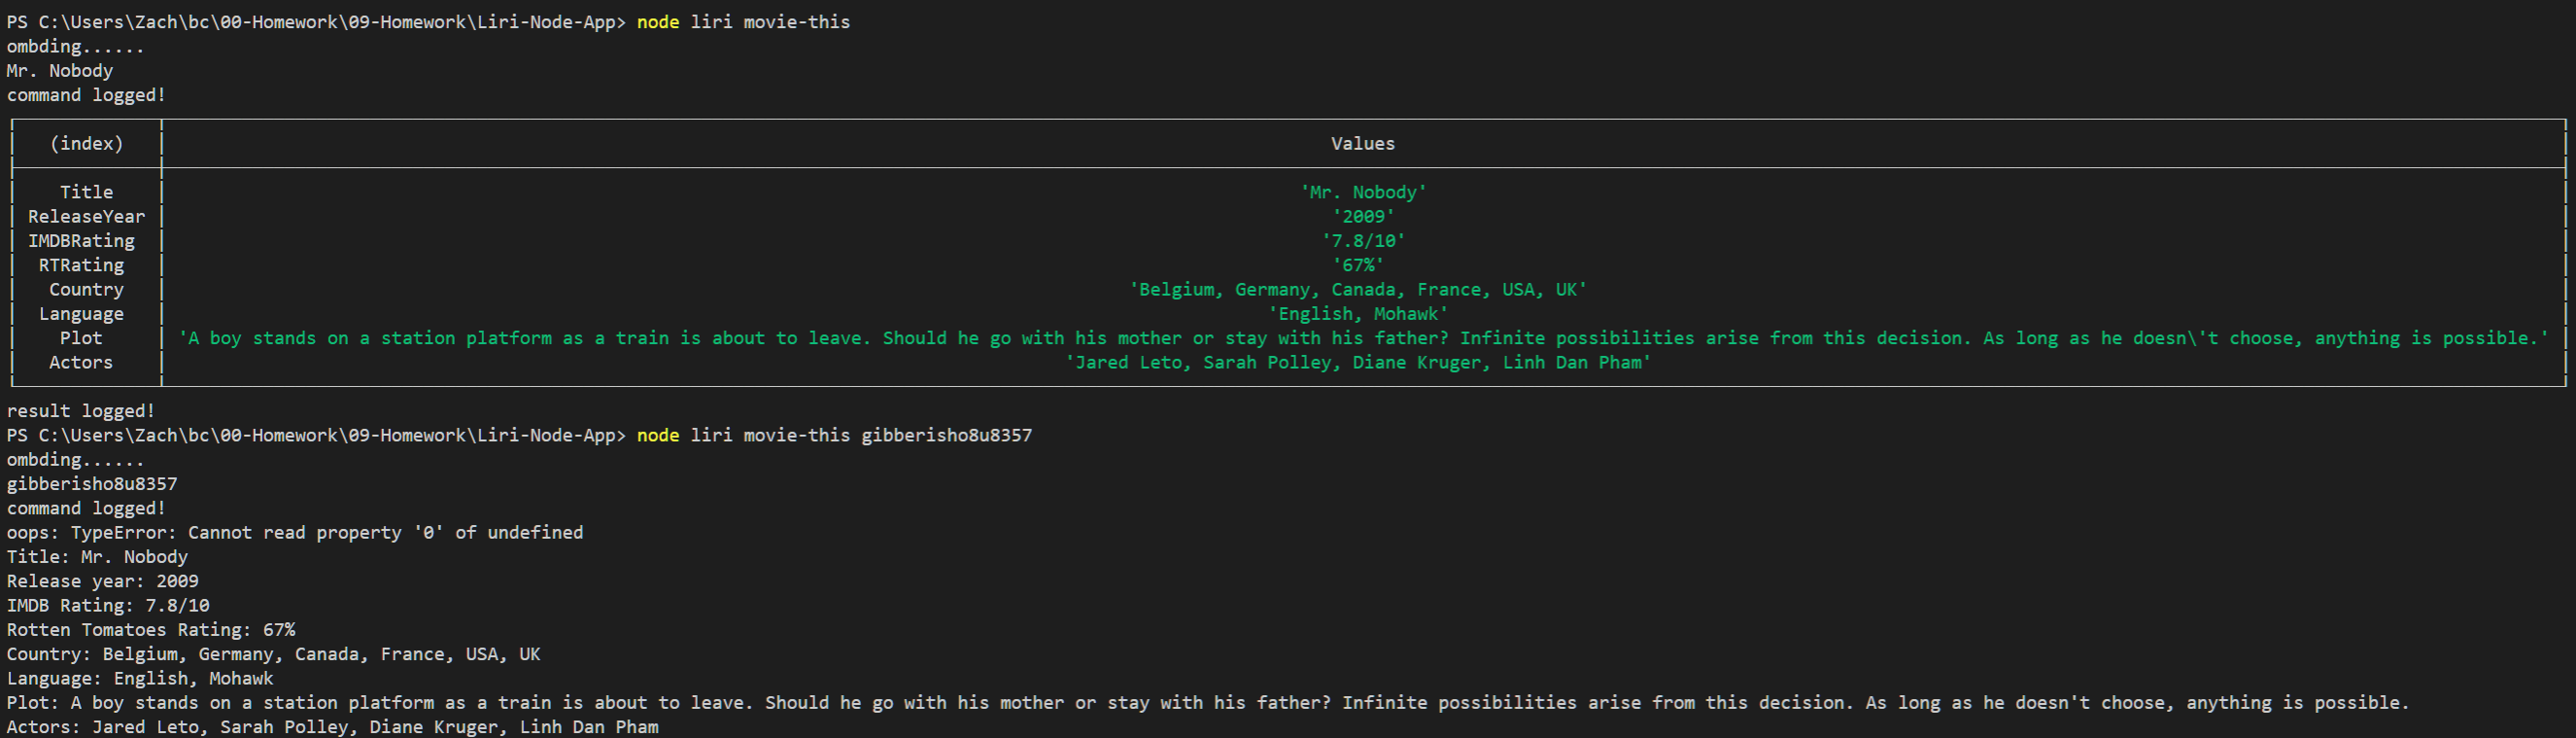 PS C:\Users\Zach\bc\00-Homework\09-Homework\Liri-Node-App> node liri movie-this
ombding......
Mr. Nobody
command logged!
(index) Values
Title 'Mr. Nobody'
ReleaseYear '2009'
IMDBRating '7.8/10'
RTRating '67%'
Country 'Belgium, Germany, Canada, France, USA, UK'
Language 'English, Mohawk'
Plot 'A boy stands on a station platform as a train is about to leave. Should he go with his mother or stay with his father? Infinite possibilities arise from this decision. As long as he doesn\'t choose, anything is possible.'
Actors 'Jared Leto, Sarah Polley, Diane Kruger, Linh Dan Pham'
result logged!
PS C:\Users\Zach\bc\00-Homework\09-Homework\Liri-Node-App> node liri movie-this gibberisho8u8357
ombding......
gibberisho8u8357
command logged!
oops: TypeError: Cannot read property '0' of undefined
Title: Mr. Nobody
Release year: 2009
IMDB Rating: 7.8/10
Rotten Tomatoes Rating: 67%
Country: Belgium, Germany, Canada, France, USA, UK
Language: English, Mohawk
Plot: A boy stands on a station platform as a train is about to leave. Should he go with his mother or stay with his father? Infinite possibilities arise from this decision. As long as he doesn't choose, anything is possible.
Actors: Jared Leto, Sarah Polley, Diane Kruger, Linh Dan Pham